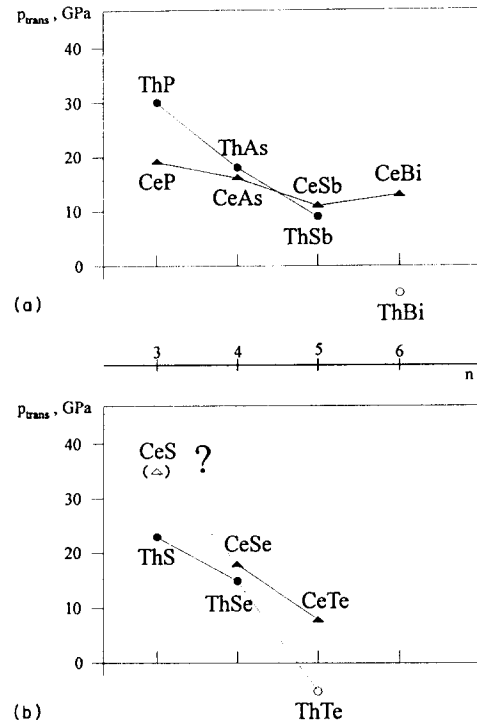 P_trans, GPa
40
30
20
10
0
ThP
CeP
ThAs
CeAs
CeSb
ThSb
CeBi
ThBi
(a)
3 4 5 6
n
P_trans, GPa
40
30
20
10
0
CeS
(△) ?
ThS
CeSe
ThSe
CeTe
ThTe
(b)